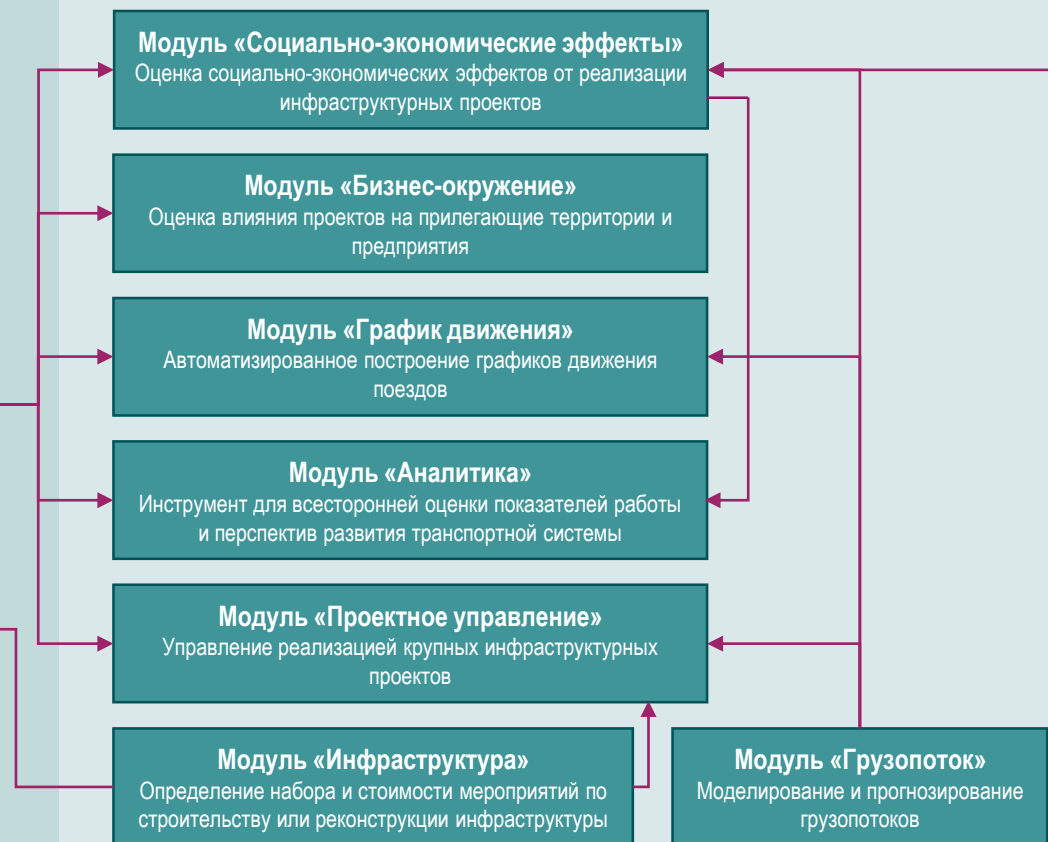 Модуль «Социально-экономические эффекты»
Оценка социально-экономических эффектов от реализации
инфраструктурных проектов
Модуль «Бизнес-окружение»
Оценка влияния проектов на прилегающие территории и
предприятия
Модуль «График движения»
Автоматизированное построение графиков движения
поездов
Модуль «Аналитика»
Инструмент для всесторонней оценки показателей работы
и перспектив развития транспортной системы
Модуль «Проектное управление»
Управление реализацией крупных инфраструктурных
проектов
Модуль «Инфраструктура»
Определение набора и стоимости мероприятий по
строительству или реконструкции инфраструктуры
Модуль «Грузопоток»
Моделирование и прогнозирование
грузопотоков